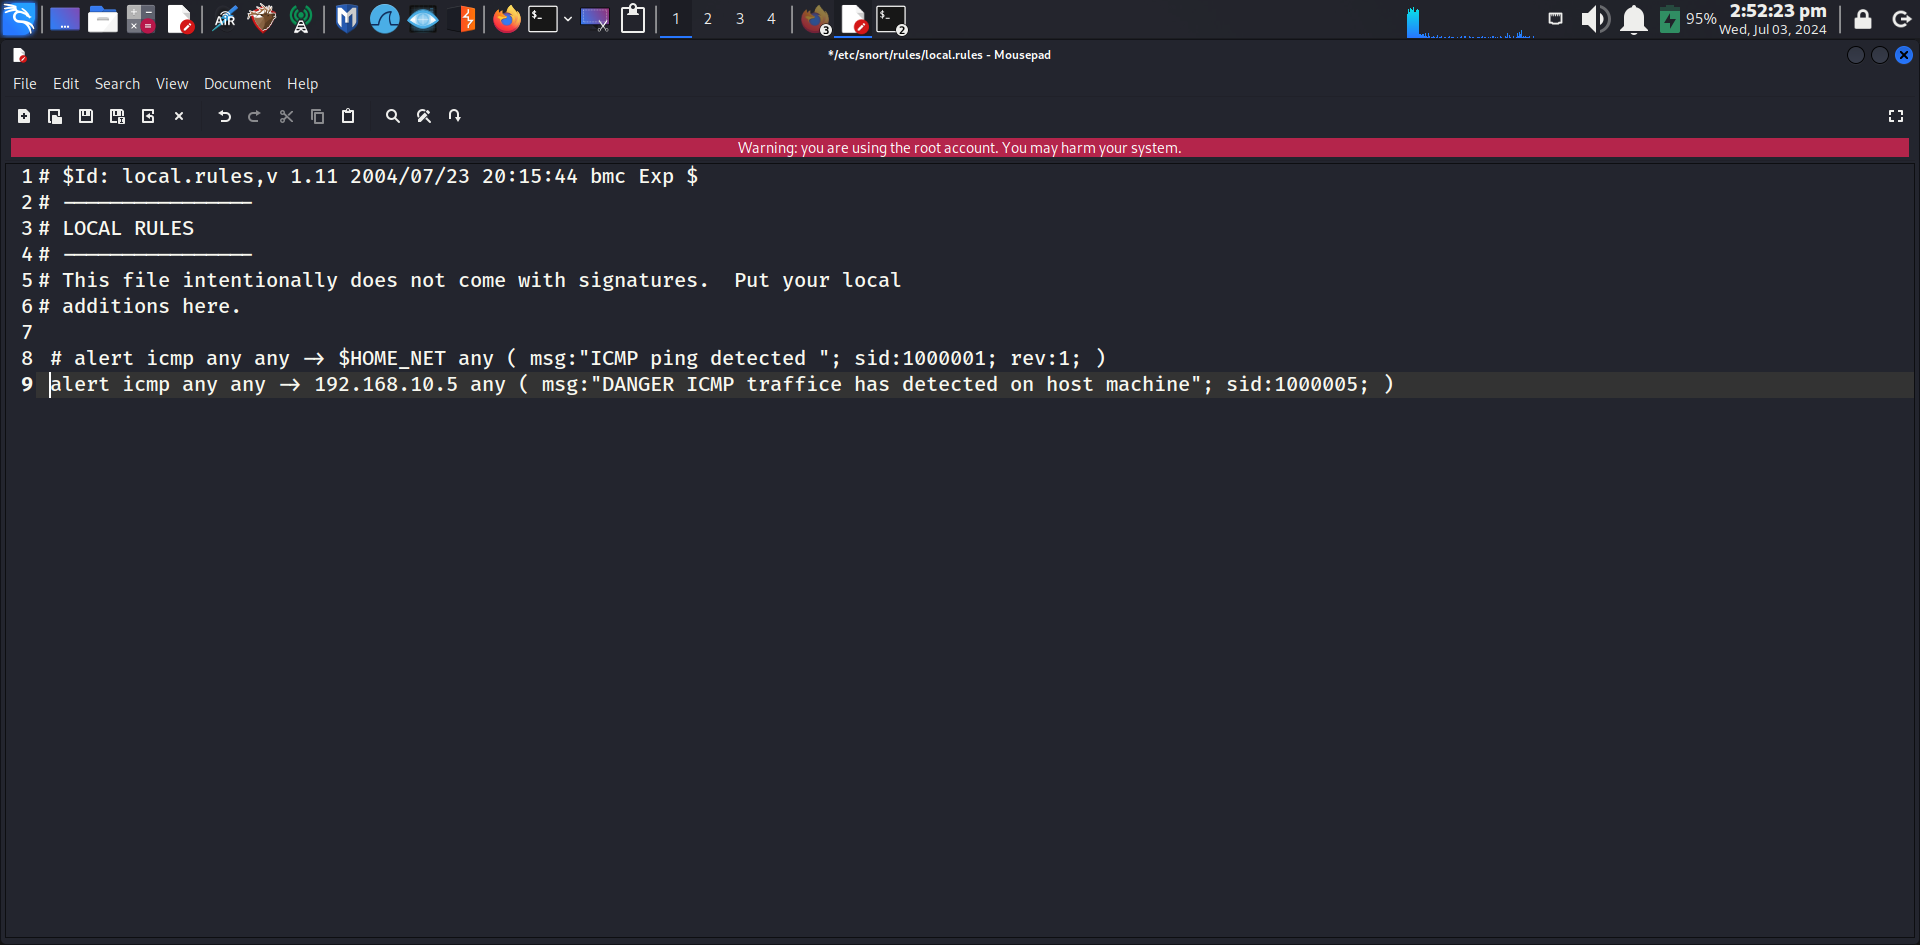 1 2 3 4 3 2 95% 2:52:23 pm
Wed, Jul 03, 2024
*/etc/snort/rules/local.rules - Mousepad
File Edit Search View Document Help
Warning: you are using the root account. You may harm your system.
1 # $Id: local.rules,v 1.11 2004/07/23 20:15:44 bmc Exp $
2 # ----------------
3 # LOCAL RULES
4 # ----------------
5 # This file intentionally does not come with signatures.  Put your local
6 # additions here.
7
8 # alert icmp any any -> $HOME_NET any ( msg:"ICMP ping detected "; sid:1000001; rev:1; )
9 alert icmp any any -> 192.168.10.5 any ( msg:"DANGER ICMP traffice has detected on host machine"; sid:1000005; )